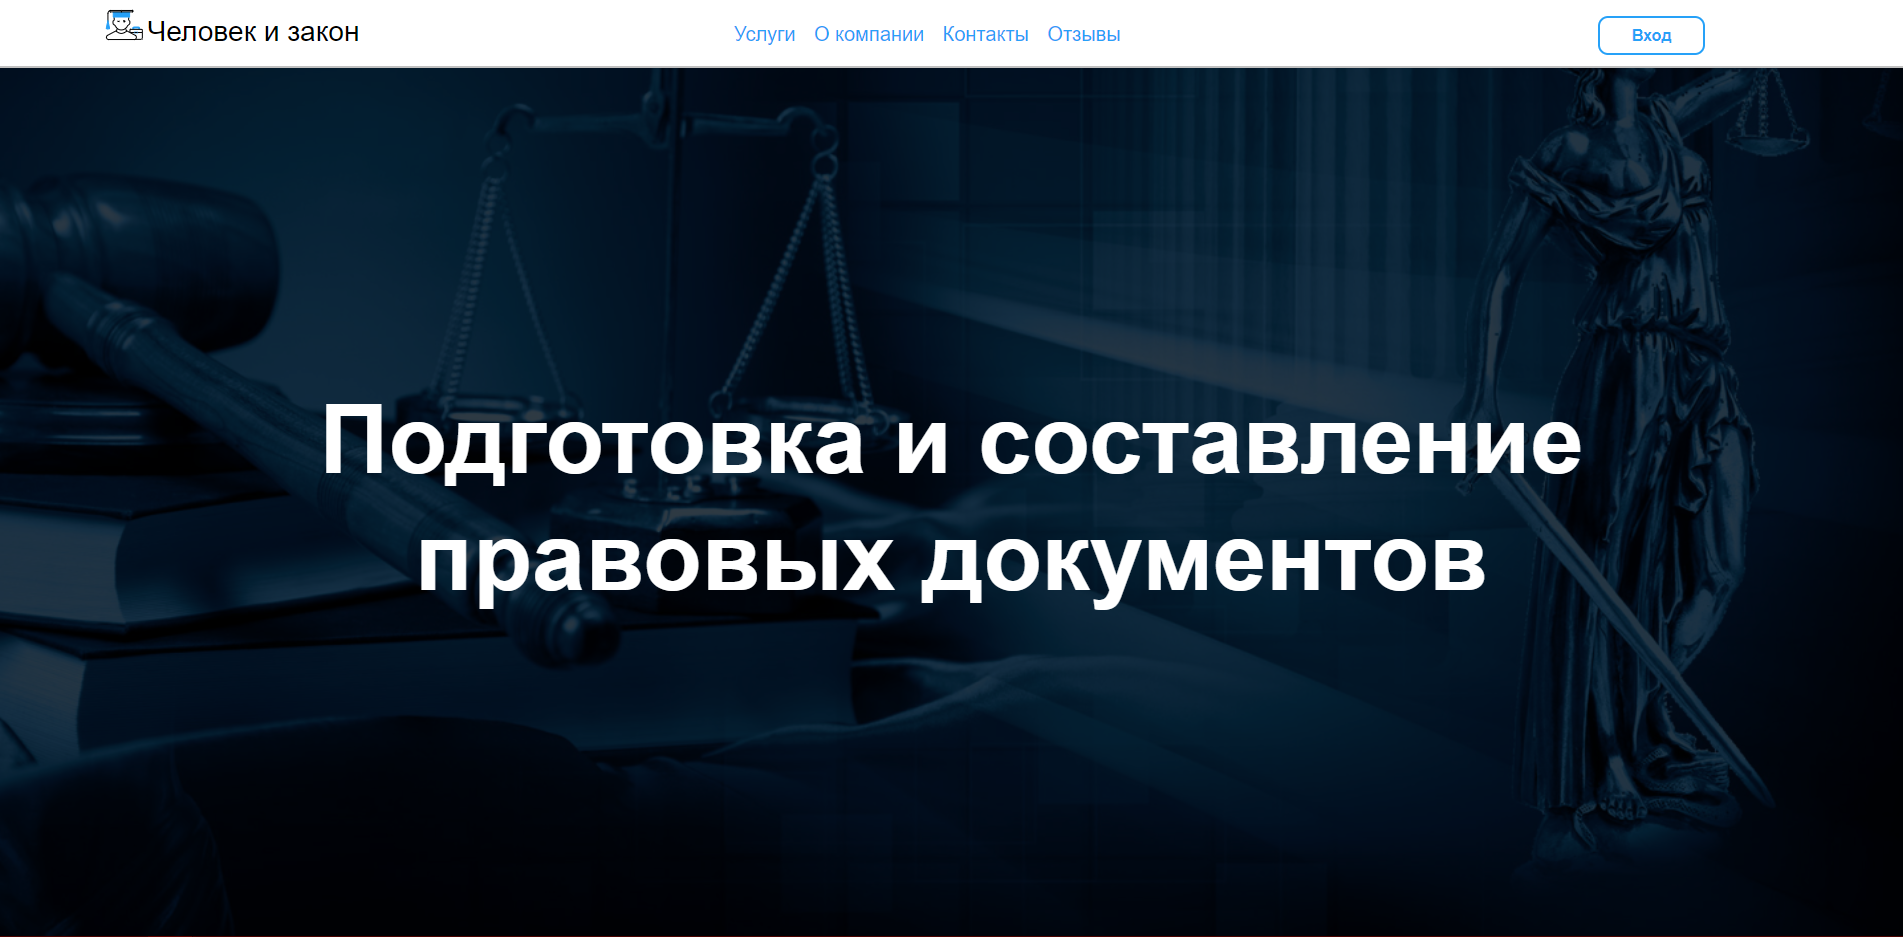 Человек и закон
Услуги О компании Контакты Отзывы
Вход
Подготовка и составление
правовых документов